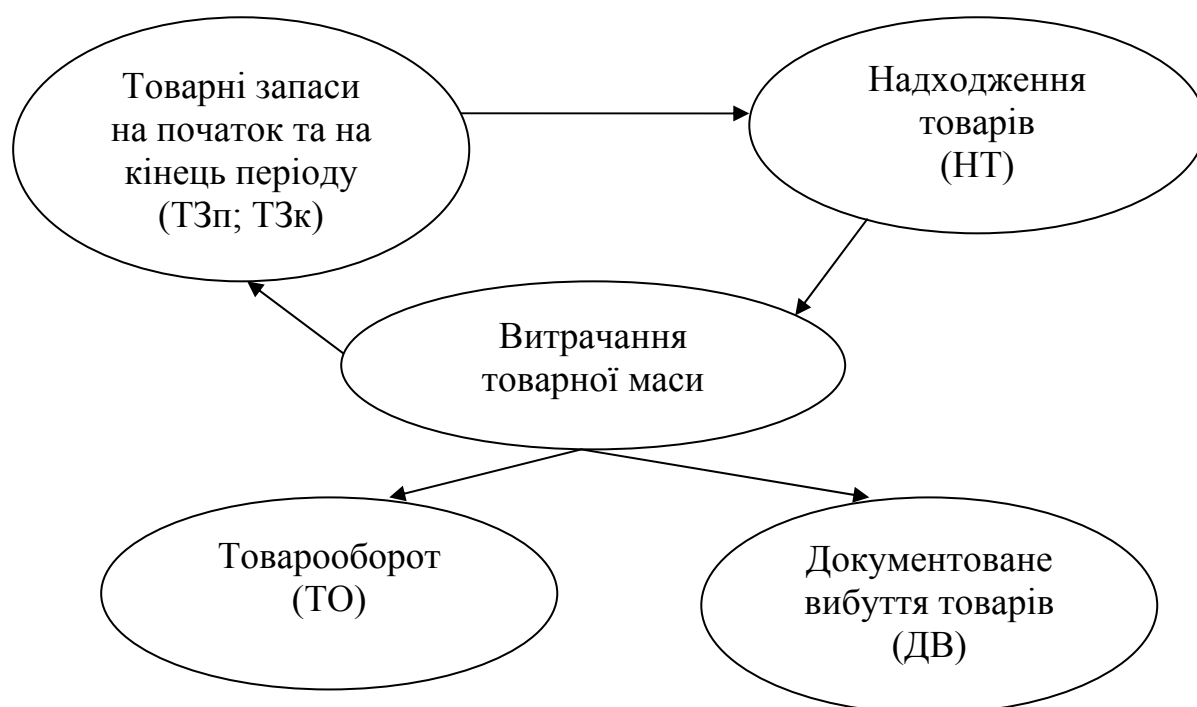 Товарні запаси
на початок та на
кінець періоду
(ТЗп; ТЗк)
Надходження
товарів
(НТ)
Витрачання
товарної маси
Товарооборот
(ТО)
Документоване
вибуття товарів
(ДВ)